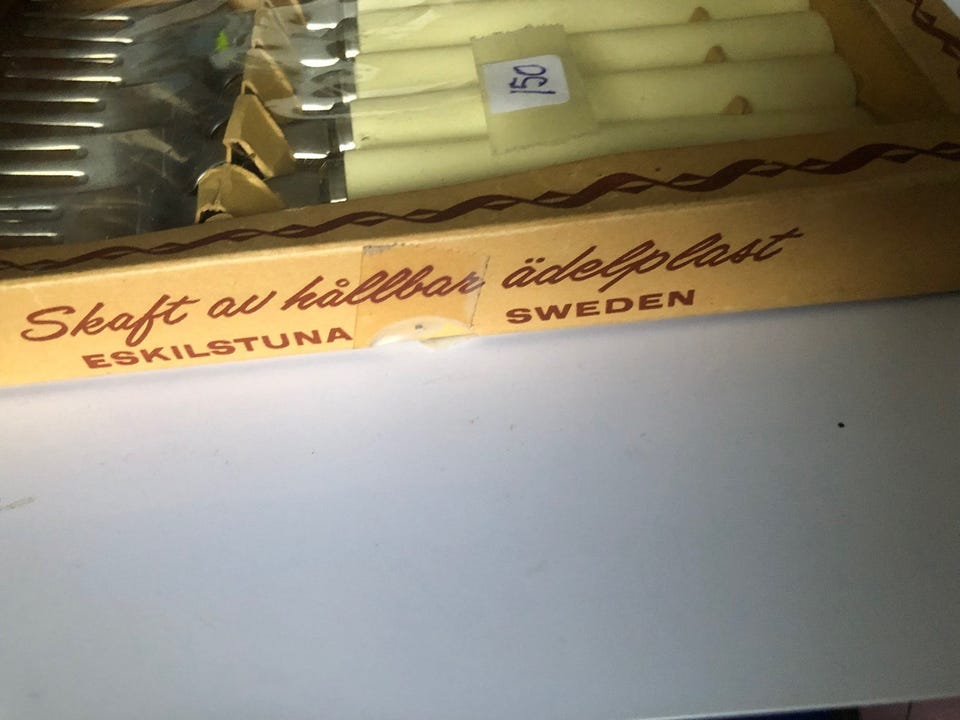 150
Skaft av hållbar ädelplast
ESKILSTUNA SWEDEN